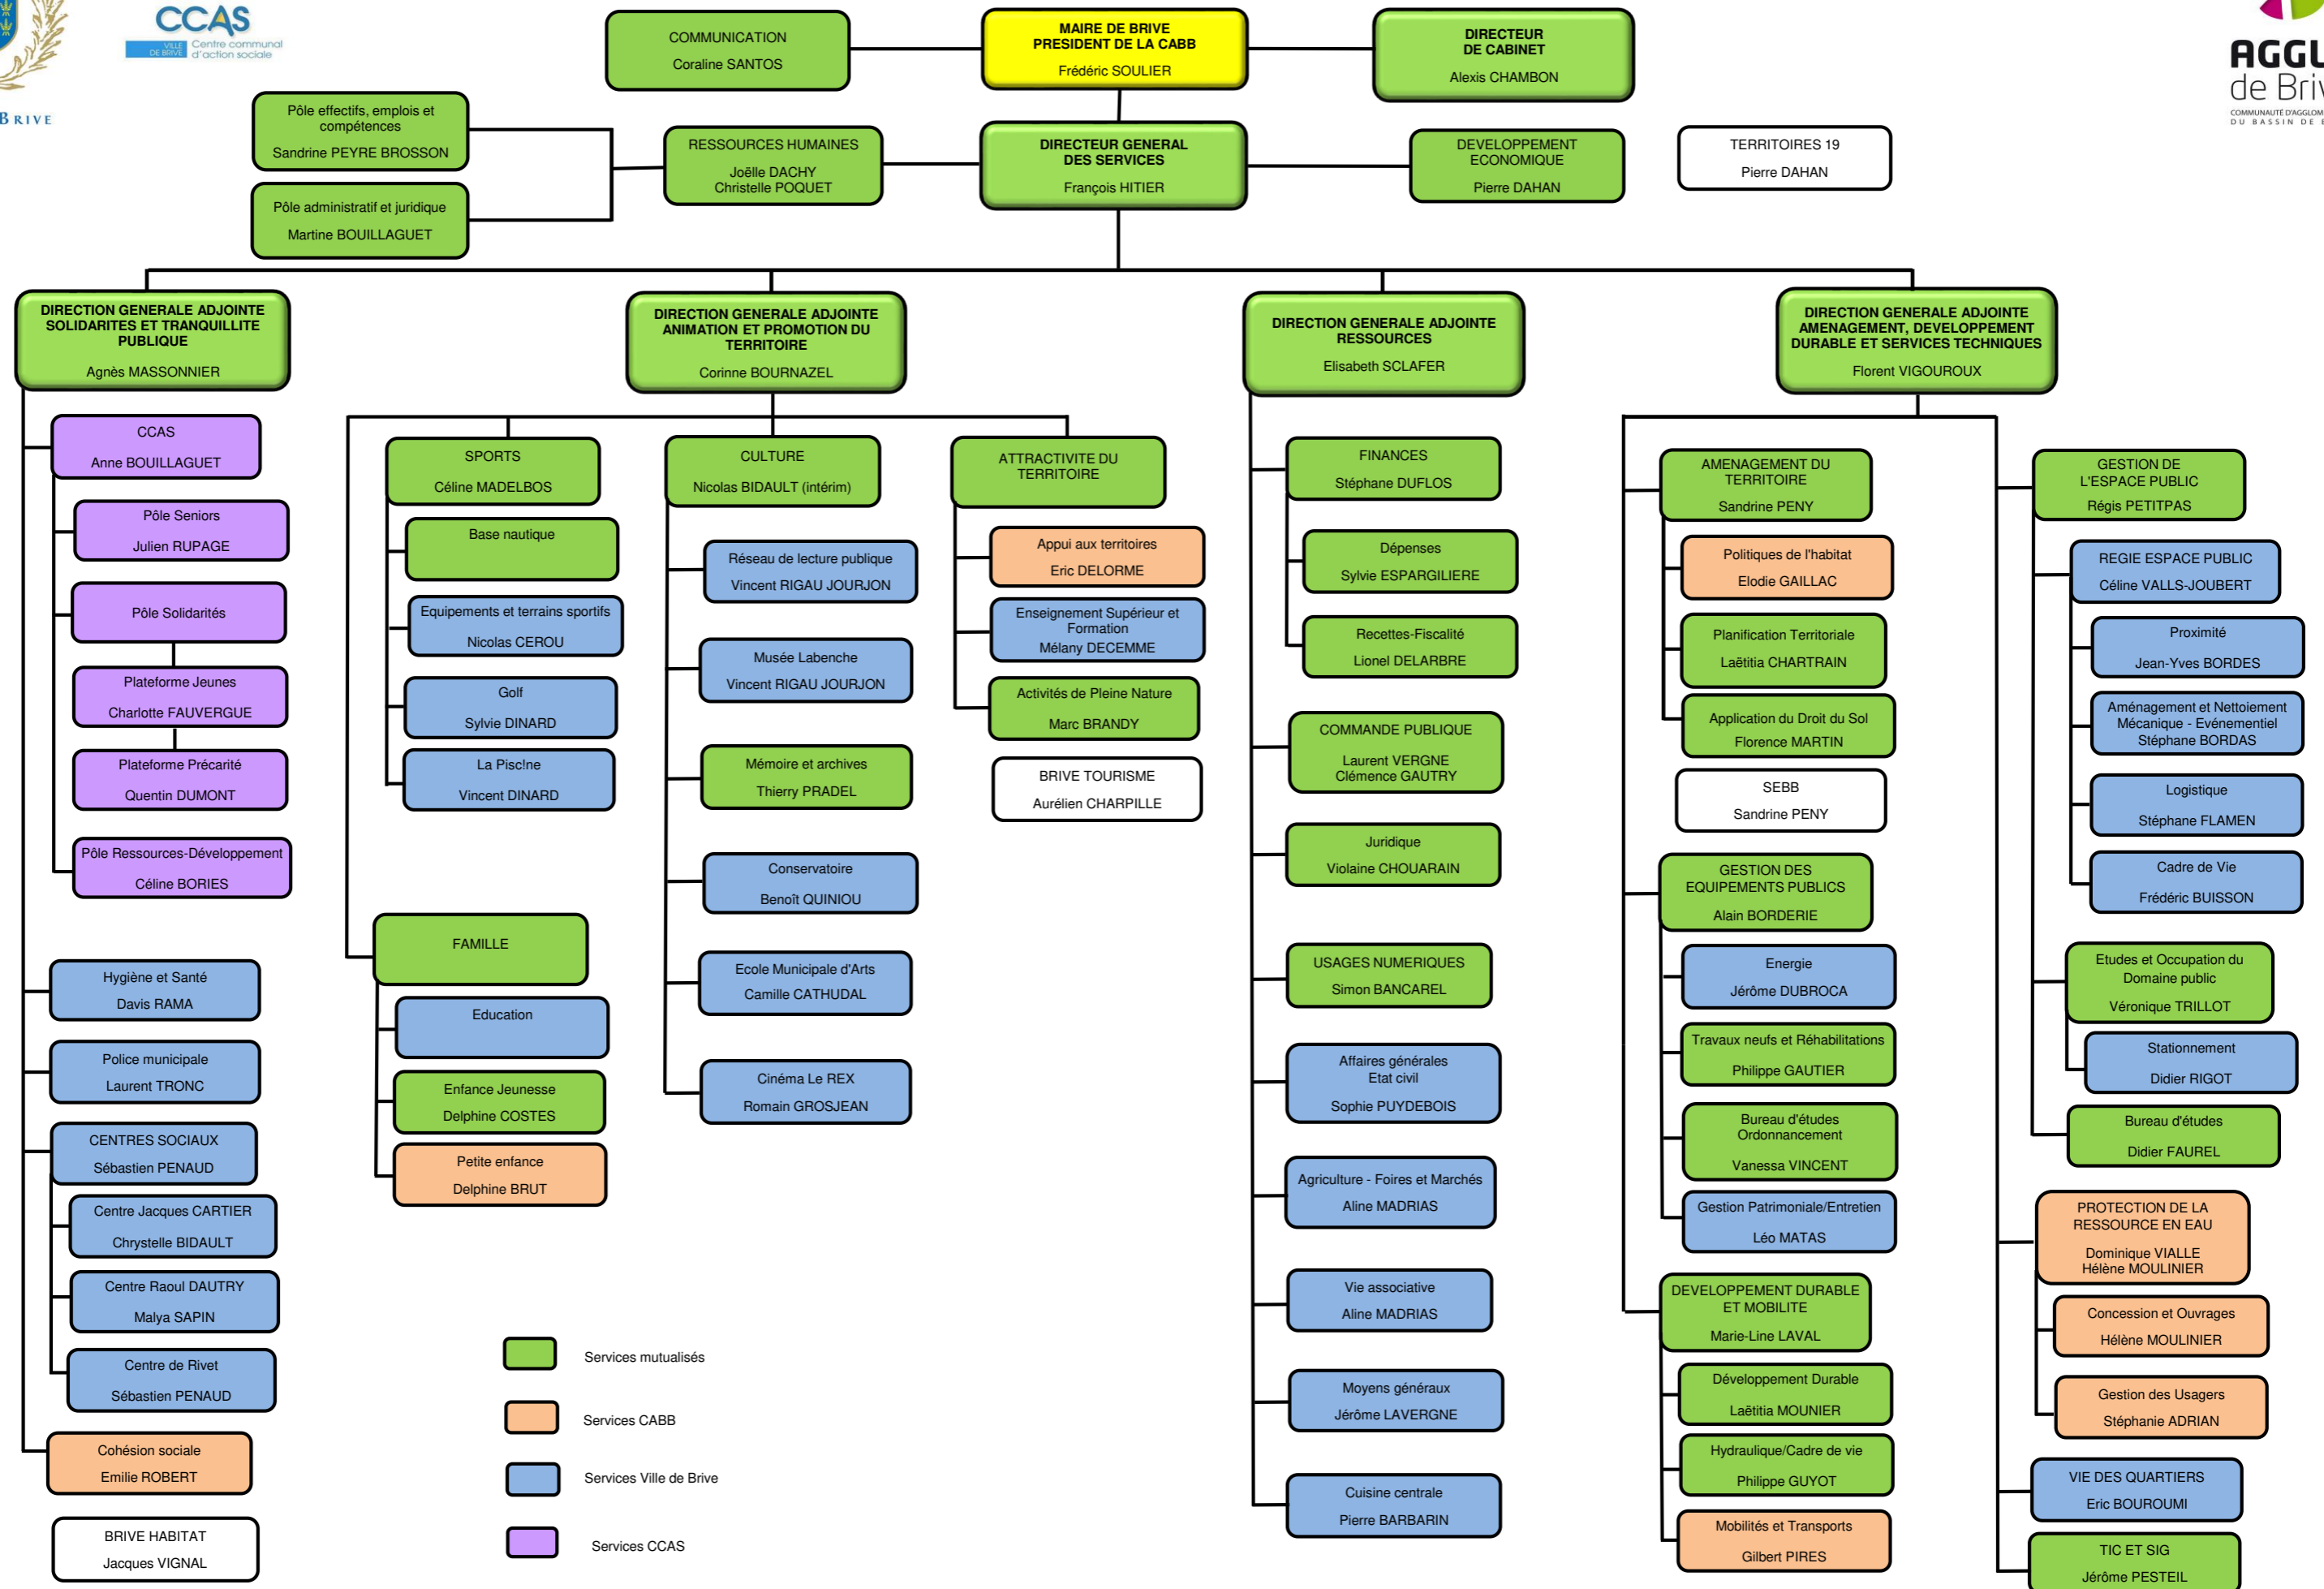 BRIVE
CCAS
VILLE
DE BRIVE
Centre communal
d'action sociale
COMMUNICATION
Coraline SANTOS
MAIRE DE BRIVE
PRESIDENT DE LA CABB
Frédéric SOULIER
DIRECTEUR
DE CABINET
Alexis CHAMBON
de
Pôle effectifs, emplois et
compétences
Sandrine PEYRE BROSSON
Pôle administratif et juridique
Martine BOUILLAGUET
RESSOURCES HUMAINES
Joëlle DACHY
Christelle POQUET
DIRECTEUR GENERAL
DES SERVICES
François HITIER
DEVELOPPEMENT
ECONOMIQUE
Pierre DAHAN
TERRITOIRES 19
Pierre DAHAN
DIRECTION GENERALE ADJOINTE
SOLIDARITES ET TRANQUILLITE
PUBLIQUE
Agnès MASSONNIER
CCAS
Anne BOUILLAGUET
Pôle Seniors
Julien RUPAGE
Pôle Solidarités
Plateforme Jeunes
Charlotte FAUVERGUE
Plateforme Précarité
Quentin DUMONT
Pôle Ressources-Développement
Céline BORIES
Hygiène et Santé
Davis RAMA
Police municipale
Laurent TRONC
CENTRES SOCIAUX
Sébastien PENAUD
Centre Jacques CARTIER
Chrystelle BIDAULT
Centre Raoul DAUTRY
Malya SAPIN
Centre de Rivet
Sébastien PENAUD
Cohésion sociale
Emilie ROBERT
BRIVE HABITAT
Jacques VIGNAL
DIRECTION GENERALE ADJOINTE
ANIMATION ET PROMOTION DU
TERRITOIRE
Corinne BOURNAZEL
SPORTS
Céline MADELBOS
Base nautique
Equipements et terrains sportifs
Nicolas CEROU
Golf
Sylvie DINARD
La Pisc!ne
Vincent DINARD
FAMILLE
Education
Enfance Jeunesse
Delphine COSTES
Petite enfance
Delphine BRUT
CULTURE
Nicolas BIDAULT (intérim)
Réseau de lecture publique
Vincent RIGAU JOURJON
Musée Labenche
Vincent RIGAU JOURJON
Mémoire et archives
Thierry PRADEL
Conservatoire
Benoît QUINIOU
Ecole Municipale d'Arts
Camille CATHUDAL
Cinéma Le REX
Romain GROSJEAN
ATTRACTIVITE DU
TERRITOIRE
Appui aux territoires
Eric DELORME
Enseignement Supérieur et
Formation
Mélany DECEMME
Activités de Pleine Nature
Marc BRANDY
BRIVE TOURISME
Aurélien CHARPILLE
DIRECTION GENERALE ADJOINTE
RESSOURCES
Elisabeth SCLAFER
FINANCES
Stéphane DUFLOS
Dépenses
Sylvie ESPARGILIERE
Recettes-Fiscalité
Lionel DELARBRE
COMMANDE PUBLIQUE
Laurent VERGNE
Clémence GAUTRY
Juridique
Violaine CHOUARAIN
USAGES NUMERIQUES
Simon BANCAREL
Affaires générales
Etat civil
Sophie PUYDEBOIS
Agriculture - Foires et Marchés
Aline MADRIAS
Vie associative
Aline MADRIAS
Moyens généraux
Jérôme LAVERGNE
Cuisine centrale
Pierre BARBARIN
DIRECTION GENERALE ADJOINTE
AMENAGEMENT, DEVELOPPEMENT
DURABLE ET SERVICES TECHNIQUES
Florent VIGOUROUX
AMENAGEMENT DU
TERRITOIRE
Sandrine PENY
Politiques de l'habitat
Elodie GAILLAC
Planification Territoriale
Laëtitia CHARTRAIN
Application du Droit du Sol
Florence MARTIN
SEBB
Sandrine PENY
GESTION DES
EQUIPEMENTS PUBLICS
Alain BORDERIE
Energie
Jérôme DUBROCA
Travaux neufs et Réhabilitations
Philippe GAUTIER
Bureau d'études
Ordonnancement
Vanessa VINCENT
Gestion Patrimoniale/Entretien
Léo MATAS
DEVELOPPEMENT DURABLE
ET MOBILITE
Marie-Line LAVAL
Développement Durable
Laëtitia MOUNIER
Hydraulique/Cadre de vie
Philippe GUYOT
Mobilités et Transports
Gilbert PIRES
GESTION DE
L'ESPACE PUBLIC
Régis PETITPAS
REGIE ESPACE PUBLIC
Céline VALLS-JOUBERT
Proximité
Jean-Yves BORDES
Aménagement et Nettoiement
Mécanique - Evénementiel
Stéphane BORDAS
Logistique
Stéphane FLAMEN
Cadre de Vie
Frédéric BUISSON
Etudes et Occupation du
Domaine public
Véronique TRILLOT
Stationnement
Didier RIGOT
Bureau d'études
Didier FAUREL
PROTECTION DE LA
RESSOURCE EN EAU
Dominique VIALLE
Hélène MOULINIER
Concession et Ouvrages
Hélène MOULINIER
Gestion des Usagers
Stéphanie ADRIAN
VIE DES QUARTIERS
Eric BOUROUMI
TIC ET SIG
Jérôme PESTEIL
Services mutualisés
Services CABB
Services Ville de Brive
Services CCAS